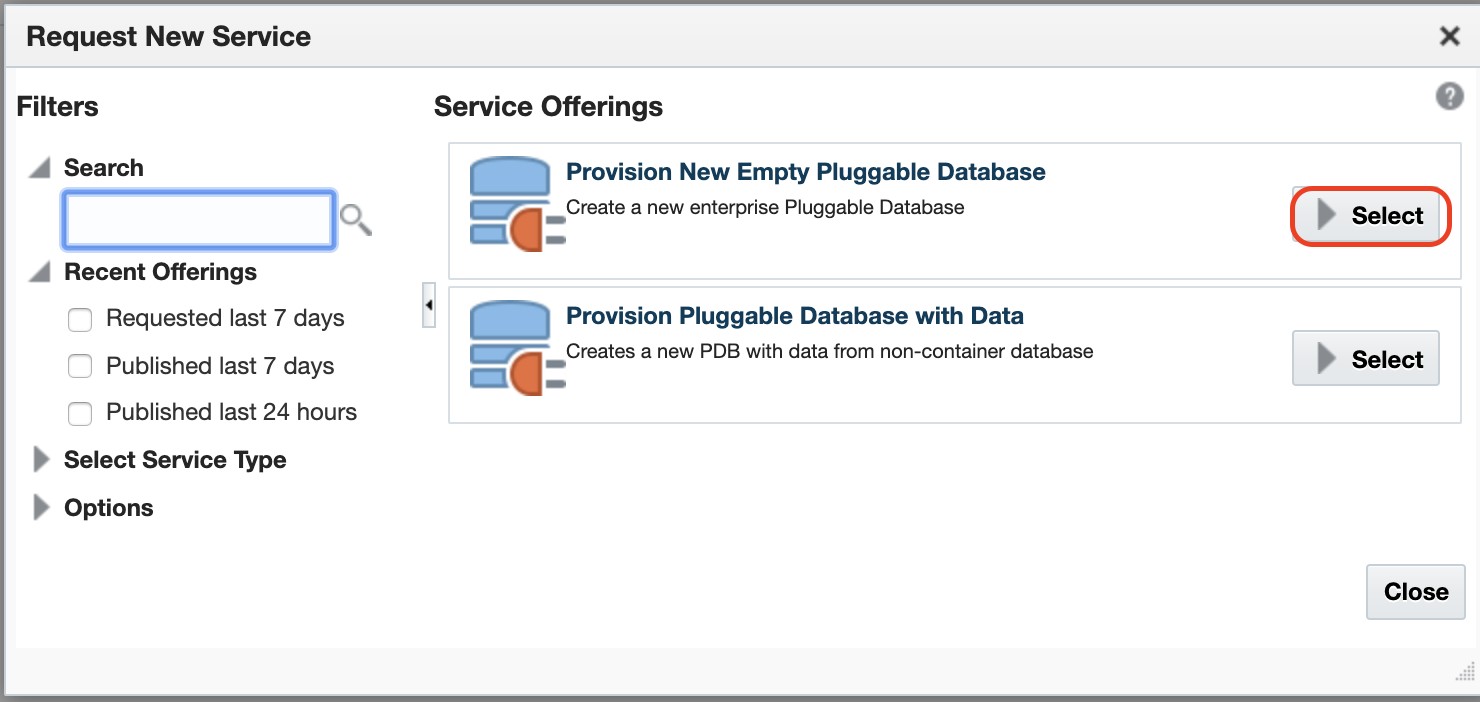 Request New Service
Filters
Search
Recent Offerings
Requested last 7 days
Published last 7 days
Published last 24 hours
Select Service Type
Options
Service Offerings
Provision New Empty Pluggable Database
Create a new enterprise Pluggable Database
Select
Provision Pluggable Database with Data
Creates a new PDB with data from non-container database
Select
Close